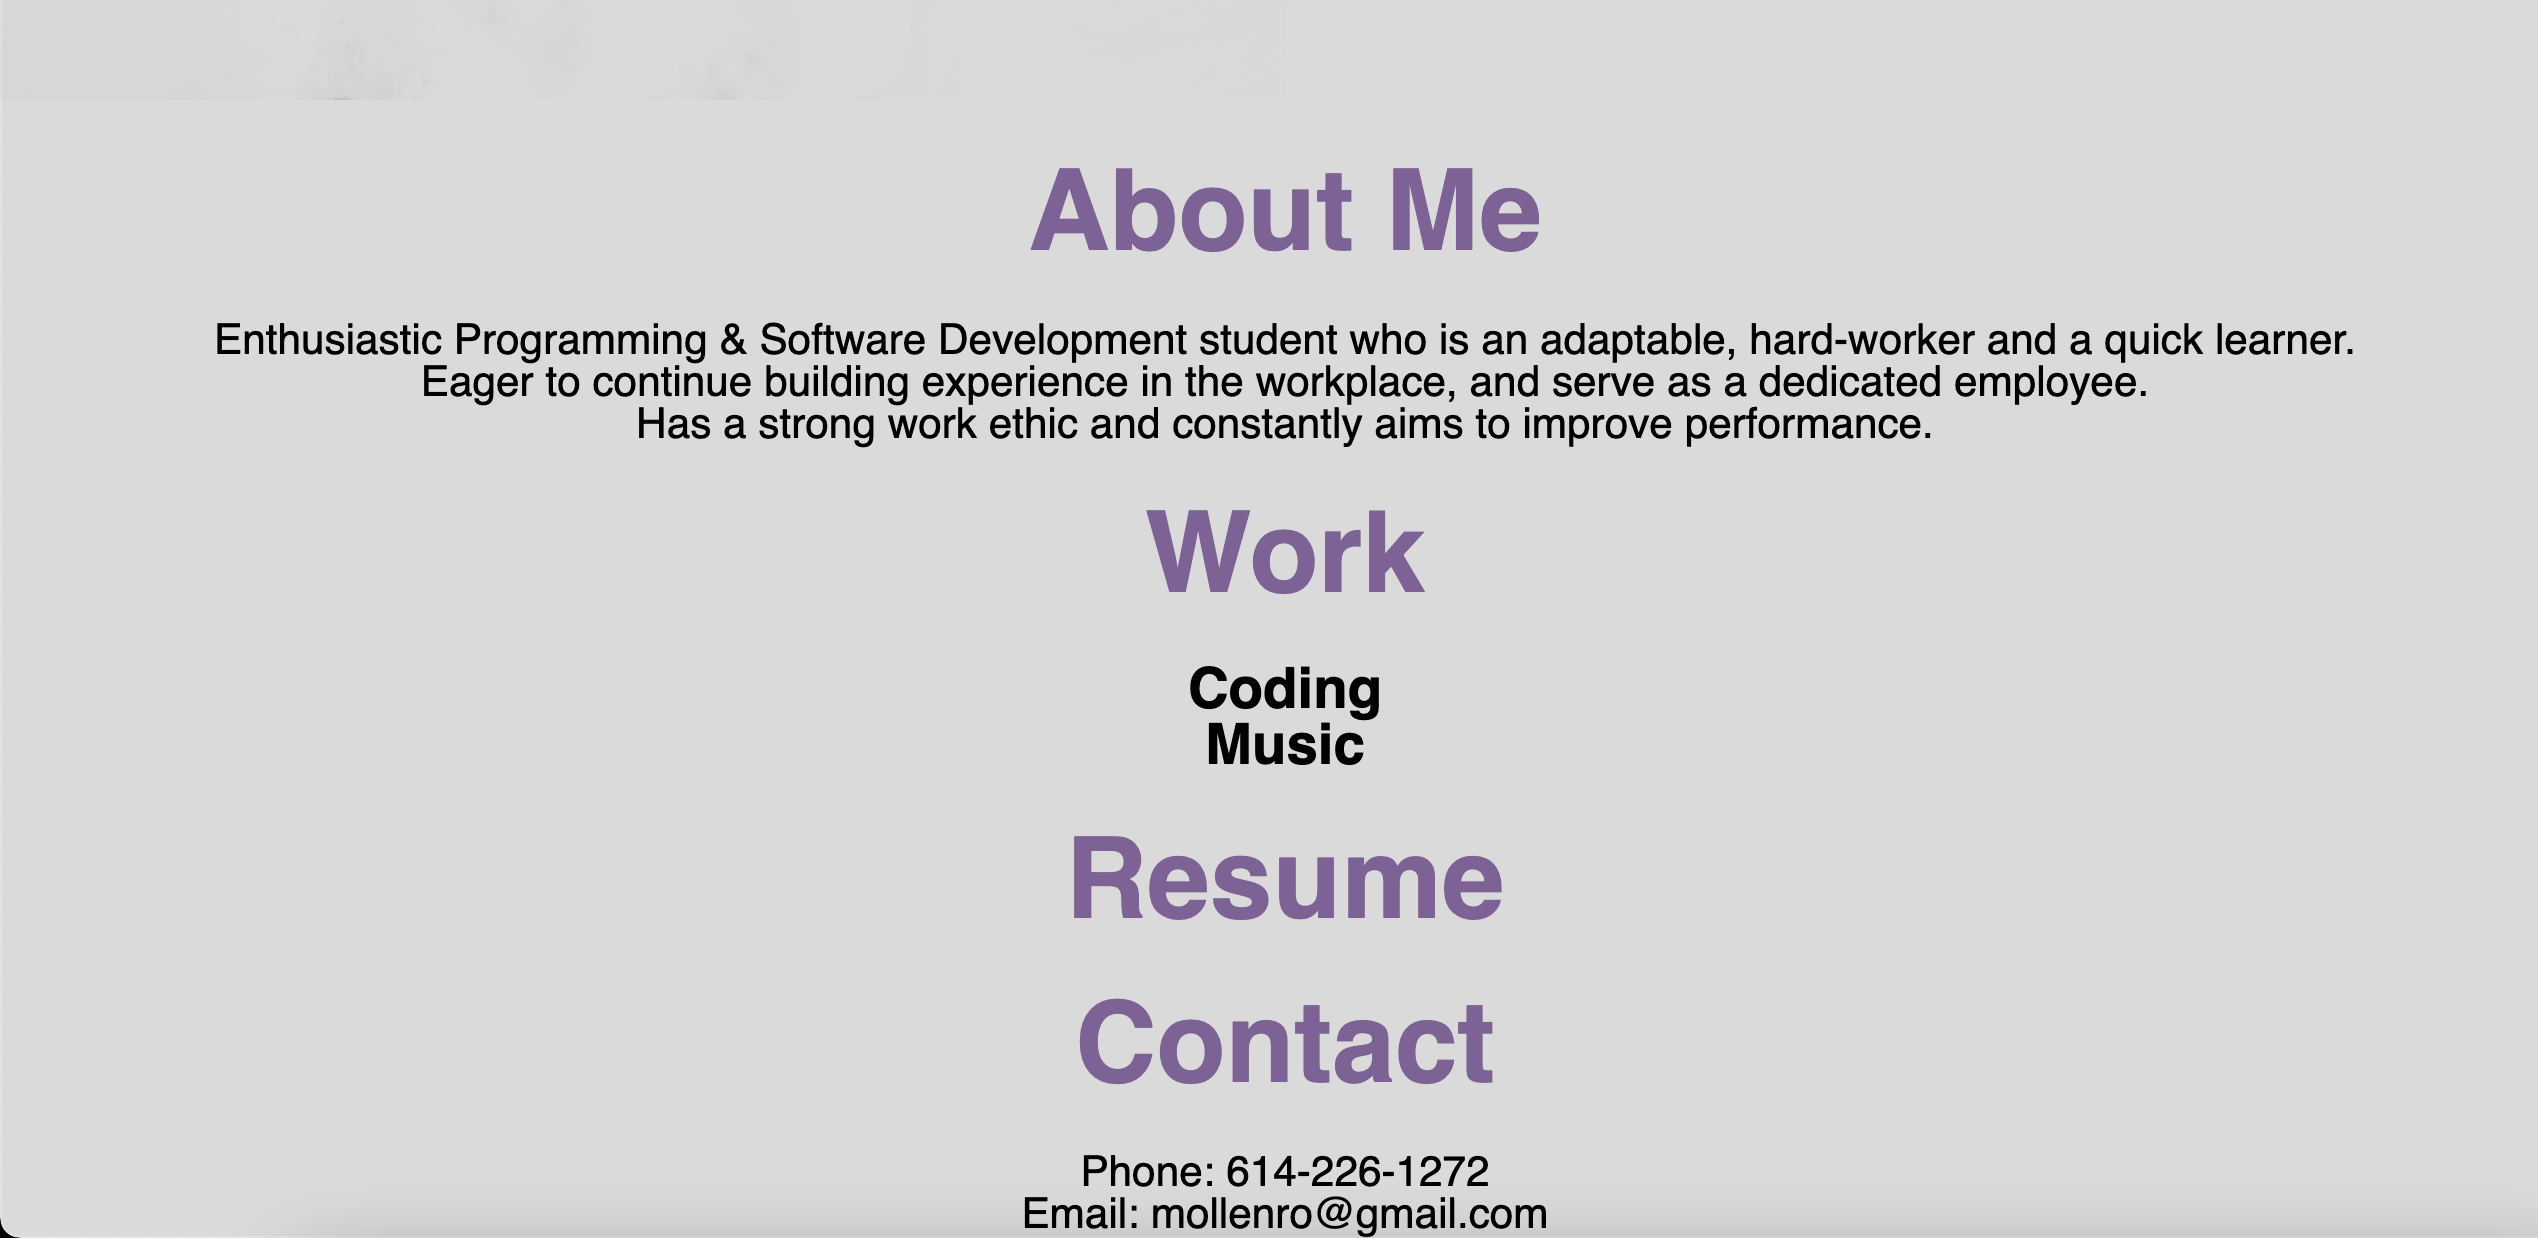 About Me
Enthusiastic Programming & Software Development student who is an adaptable, hard-worker and a quick learner.
Eager to continue building experience in the workplace, and serve as a dedicated employee.
Has a strong work ethic and constantly aims to improve performance.
Work
Coding
Music
Resume
Contact
Phone: 614-226-1272
Email: mollenro@gmail.com